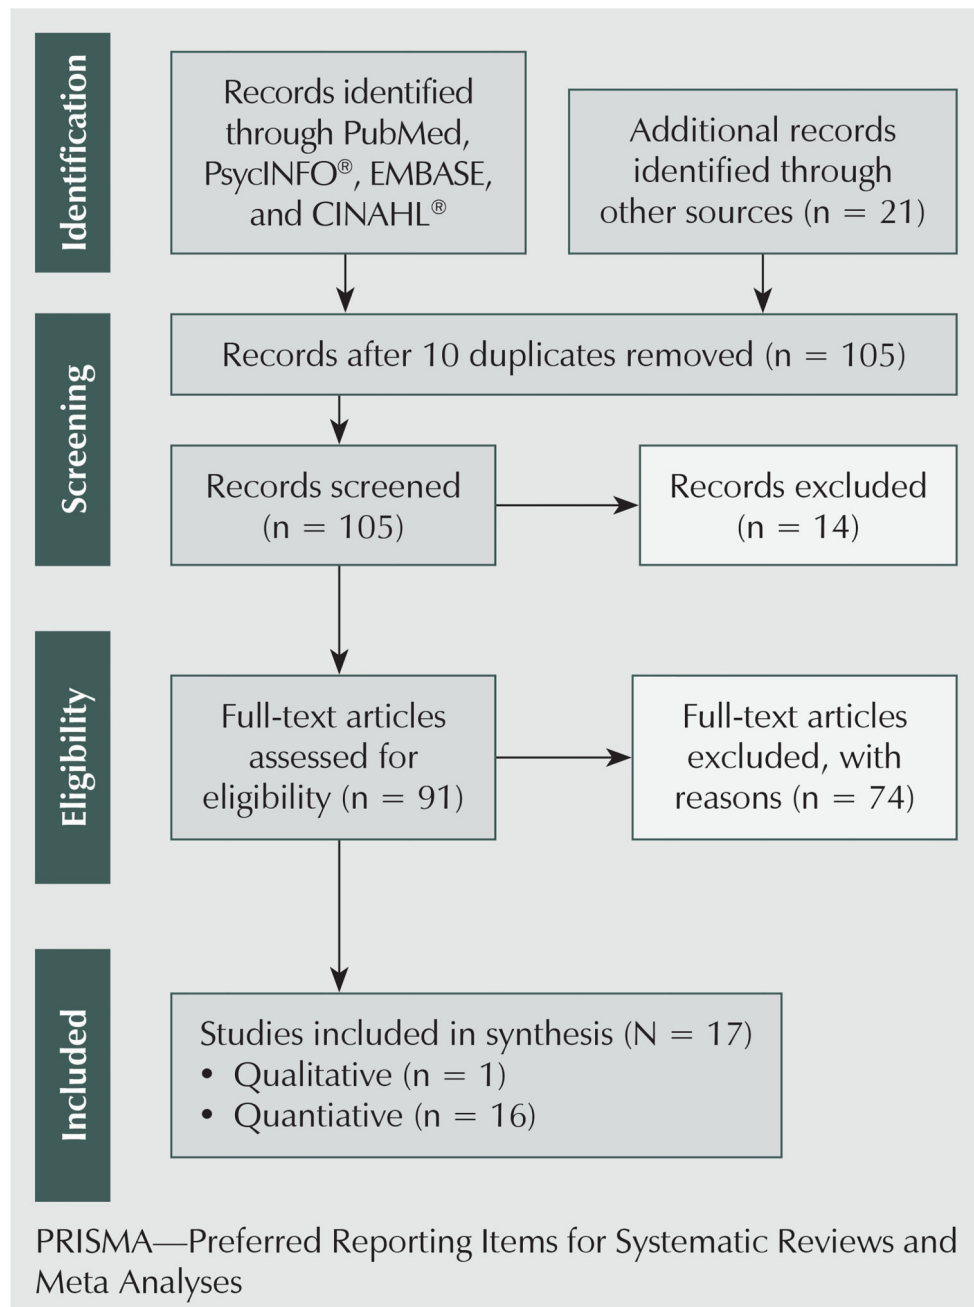 Identification
Records identified
through PubMed,
PsycINFO®, EMBASE,
and CINAHL®
Additional records
identified through
other sources (n = 21)
Screening
Records after 10 duplicates removed (n = 105)
Records screened
(n = 105)
Records excluded
(n = 14)
Eligibility
Full-text articles
assessed for
eligibility (n = 91)
Full-text articles
excluded, with
reasons (n = 74)
Included
Studies included in synthesis (N = 17)
• Qualitative (n = 1)
• Quantiative (n = 16)
PRISMA—Preferred Reporting Items for Systematic Reviews and
Meta Analyses